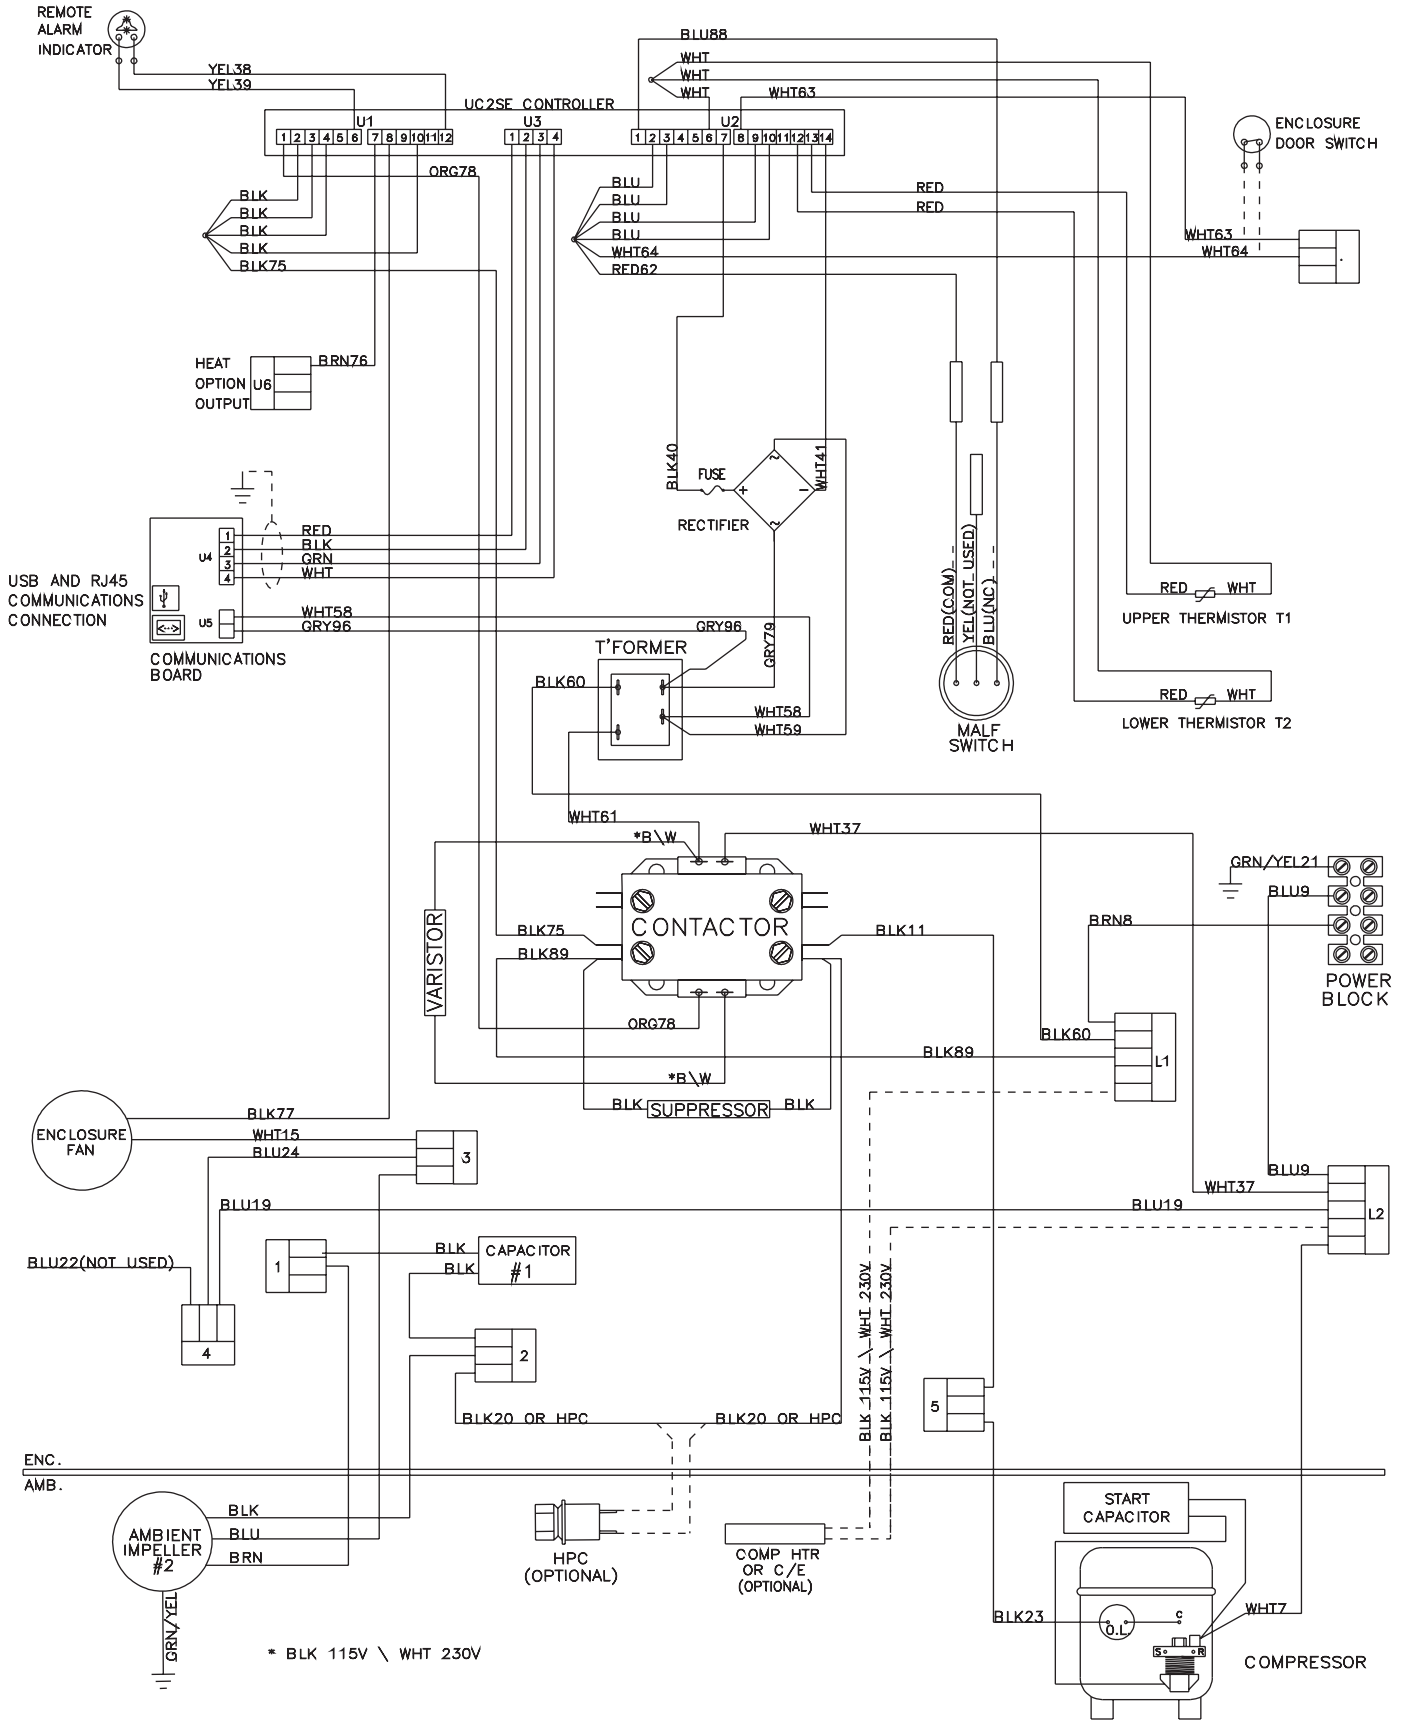 REMOTE
ALARM
INDICATOR
YEL38
YEL39
BLU88
WHT
WHT
WHT
WHT63
UC2SE CONTROLLER
U1
U3
U2
1 2 3 4 5 6 7 8 9 10 11 12
1 2 3 4
1 2 3 4 5 6 7 8 9 10 11 12 13 14
ENCLOSURE
DOOR SWITCH
ORG78
BLK
BLK
BLK
BLK
BLK75
BLU
BLU
BLU
BLU
WHT64
RED62
RED
RED
WHT63
WHT64
HEAT
OPTION
OUTPUT
U6
BRN76
BLK40
FUSE
+
-
~
~
WHT41
RECTIFIER
USB AND RJ45
COMMUNICATIONS
CONNECTION
U4
1
2
3
4
U5
<··>
RED
BLK
GRN
WHT
WHT58
GRY96
COMMUNICATIONS
BOARD
GRY96
GRY79
T'FORMER
BLK60
WHT58
WHT59
RED(COM)
YEL(NOT USED)
BLU(NC)
MALF
SWITCH
RED
WHT
UPPER THERMISTOR T1
RED
WHT
LOWER THERMISTOR T2
WHT61
*B\W
WHT37
GRN/YEL21
BLU9
BRN8
POWER
BLOCK
VARISTOR
CONTACTOR
BLK75
BLK89
BLK11
ORG78
BLK60
BLK89
L1
*B\W
BLK
SUPPRESSOR
BLK
ENCLOSURE
FAN
BLK77
WHT15
BLU24
3
BLU19
BLU9
WHT37
BLU19
L2
BLU22(NOT USED)
1
BLK
BLK
CAPACITOR
#1
4
2
BLK20 OR HPC
BLK20 OR HPC
BLK 115V \ WHT 230V
BLK 115V \ WHT 230V
5
ENC.
AMB.
AMBIENT
IMPELLER
#2
BLK
BLU
BRN
GRN/YEL
HPC
(OPTIONAL)
COMP HTR
OR C/E
(OPTIONAL)
START
CAPACITOR
BLK23
O.L.
C
S
R
WHT7
COMPRESSOR
* BLK 115V \ WHT 230V